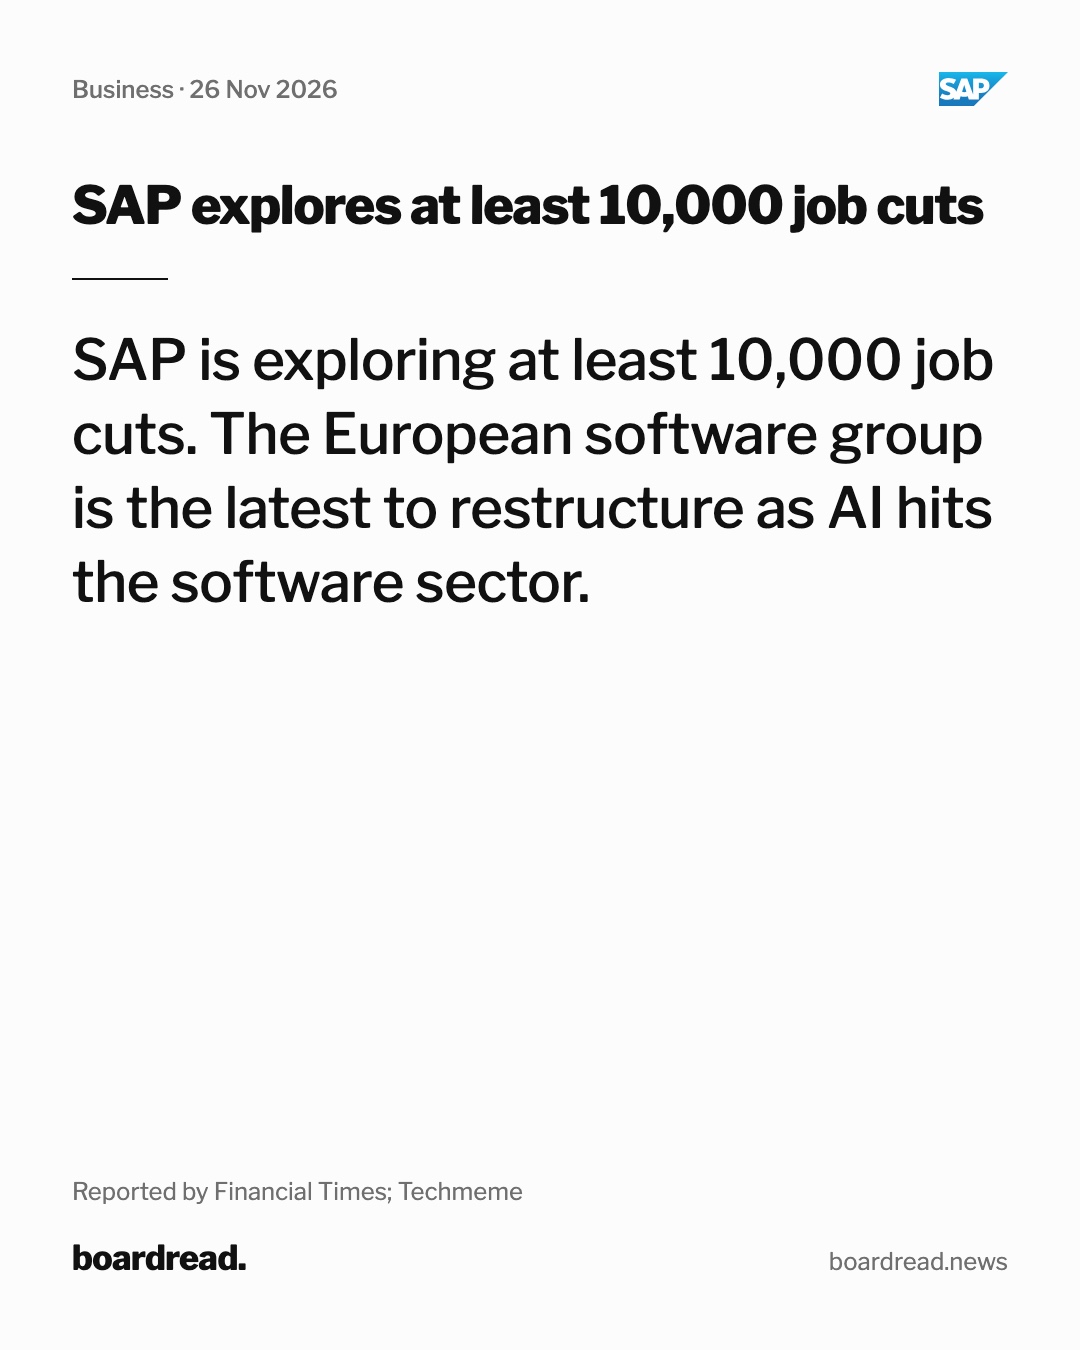 Business · 26 Nov 2026
SAP
SAP explores at least 10,000 job cuts
SAP is exploring at least 10,000 job
cuts. The European software group
is the latest to restructure as AI hits
the software sector.
Reported by Financial Times; Techmeme
boardread.
boardread.news